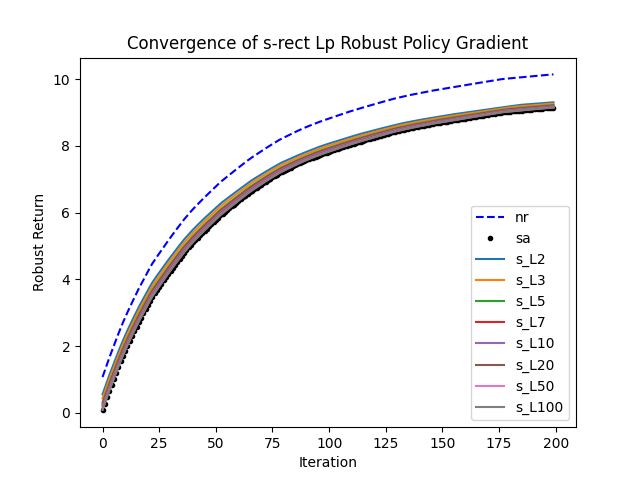 Convergence of s-rect Lp Robust Policy Gradient
Robust Return
10
8
6
4
2
0
nr
sa
s_L2
s_L3
s_L5
s_L7
s_L10
s_L20
s_L50
s_L100
0 25 50 75 100 125 150 175 200
Iteration